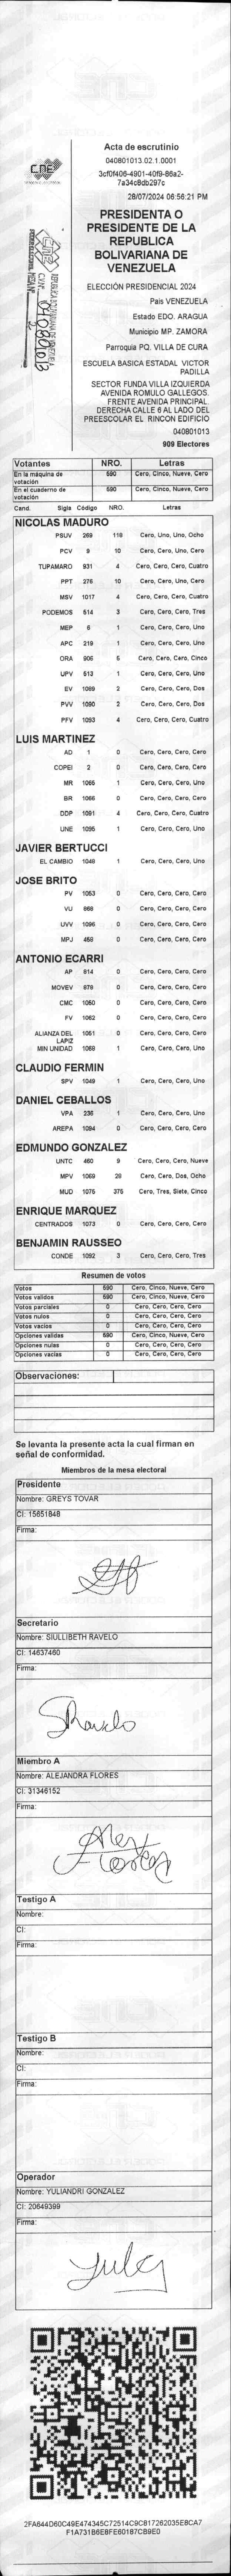 CNE
Acta de escrutinio
040801013.02.1.0001
3cf0f406-4901-40f9-86a2-
7a34c8db297c
28/07/2024 06:56:21 PM
PRESIDENTA O
PRESIDENTE DE LA
REPUBLICA
BOLIVARIANA DE
VENEZUELA
ELECCIÓN PRESIDENCIAL 2024
País VENEZUELA
Estado EDO. ARAGUA
Municipio MP. ZAMORA
Parroquia PQ. VILLA DE CURA
ESCUELA BASICA ESTADAL VICTOR
PADILLA
SECTOR FUNDA VILLA IZQUIERDA
AVENIDA ROMULO GALLEGOS.
FRENTE AVENIDA PRINCIPAL.
DERECHA CALLE 6 AL LADO DEL
PREESCOLAR EL RINCON EDIFICIO
040801013
909 Electores
Votantes NRO. Letras
En la máquina de votación 590 Cero, Cinco, Nueve, Cero
En el cuaderno de votación 590 Cero, Cinco, Nueve, Cero
Cand. Sigla Código NRO. Letras
NICOLAS MADURO
PSUV 269 118 Cero, Uno, Uno, Ocho
PCV 9 10 Cero, Cero, Uno, Cero
TUPAMARO 931 4 Cero, Cero, Cero, Cuatro
PPT 276 10 Cero, Cero, Uno, Cero
MSV 1017 4 Cero, Cero, Cero, Cuatro
PODEMOS 514 3 Cero, Cero, Cero, Tres
MEP 6 1 Cero, Cero, Cero, Uno
APC 219 1 Cero, Cero, Cero, Uno
ORA 906 5 Cero, Cero, Cero, Cinco
UPV 513 1 Cero, Cero, Cero, Uno
EV 1089 2 Cero, Cero, Cero, Dos
PVV 1090 2 Cero, Cero, Cero, Dos
PFV 1093 4 Cero, Cero, Cero, Cuatro
LUIS MARTINEZ
AD 1 0 Cero, Cero, Cero, Cero
COPEI 2 0 Cero, Cero, Cero, Cero
MR 1065 1 Cero, Cero, Cero, Uno
BR 1066 0 Cero, Cero, Cero, Cero
DDP 1091 4 Cero, Cero, Cero, Cuatro
UNE 1095 1 Cero, Cero, Cero, Uno
JAVIER BERTUCCI
EL CAMBIO 1048 1 Cero, Cero, Cero, Uno
JOSE BRITO
PV 1053 0 Cero, Cero, Cero, Cero
VU 868 0 Cero, Cero, Cero, Cero
UVV 1096 0 Cero, Cero, Cero, Cero
MPJ 458 0 Cero, Cero, Cero, Cero
ANTONIO ECARRI
AP 814 0 Cero, Cero, Cero, Cero
MOVEV 878 0 Cero, Cero, Cero, Cero
CMC 1050 0 Cero, Cero, Cero, Cero
FV 1062 0 Cero, Cero, Cero, Cero
ALIANZA DEL LAPIZ 1051 0 Cero, Cero, Cero, Cero
MIN UNIDAD 1068 1 Cero, Cero, Cero, Uno
CLAUDIO FERMIN
SPV 1049 1 Cero, Cero, Cero, Uno
DANIEL CEBALLOS
VPA 236 1 Cero, Cero, Cero, Uno
AREPA 1094 0 Cero, Cero, Cero, Cero
EDMUNDO GONZALEZ
UNTC 460 9 Cero, Cero, Cero, Nueve
MPV 1069 28 Cero, Cero, Dos, Ocho
MUD 1075 375 Cero, Tres, Siete, Cinco
ENRIQUE MARQUEZ
CENTRADOS 1073 0 Cero, Cero, Cero, Cero
BENJAMIN RAUSSEO
CONDE 1092 3 Cero, Cero, Cero, Tres
Resumen de votos
Votos 590 Cero, Cinco, Nueve, Cero
Votos validos 590 Cero, Cinco, Nueve, Cero
Votos parciales 0 Cero, Cero, Cero, Cero
Votos nulos 0 Cero, Cero, Cero, Cero
Votos vacios 0 Cero, Cero, Cero, Cero
Opciones validas 590 Cero, Cinco, Nueve, Cero
Opciones nulas 0 Cero, Cero, Cero, Cero
Opciones vacias 0 Cero, Cero, Cero, Cero
Observaciones:
Se levanta la presente acta la cual firman en
señal de conformidad.
Miembros de la mesa electoral
Presidente
Nombre: GREYS TOVAR
CI: 15651848
Firma:
Secretario
Nombre: SIULLIBETH RAVELO
CI: 14637460
Firma:
SRavelo
Miembro A
Nombre: ALEJANDRA FLORES
CI: 31346152
Firma:
Testigo A
Nombre:
CI:
Firma:
Testigo B
Nombre:
CI:
Firma:
Operador
Nombre: YULIANDRI GONZALEZ
CI: 20649399
Firma:
Yuley
2FA644D60C49E474345C72514C9C817262035E8CA7
F1A731B6E8FE60187CB9E0